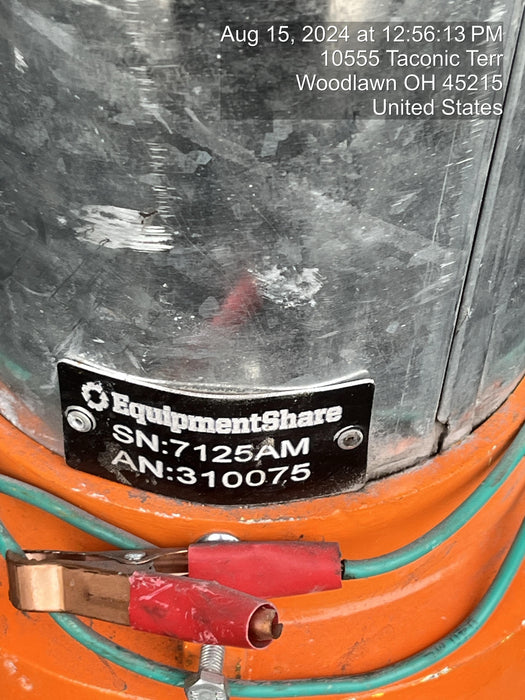 Aug 15, 2024 at 12:56:13 PM
10555 Taconic Terr
Woodlawn OH 45215
United States
EquipmentShare
SN:7125AM
AN:310075